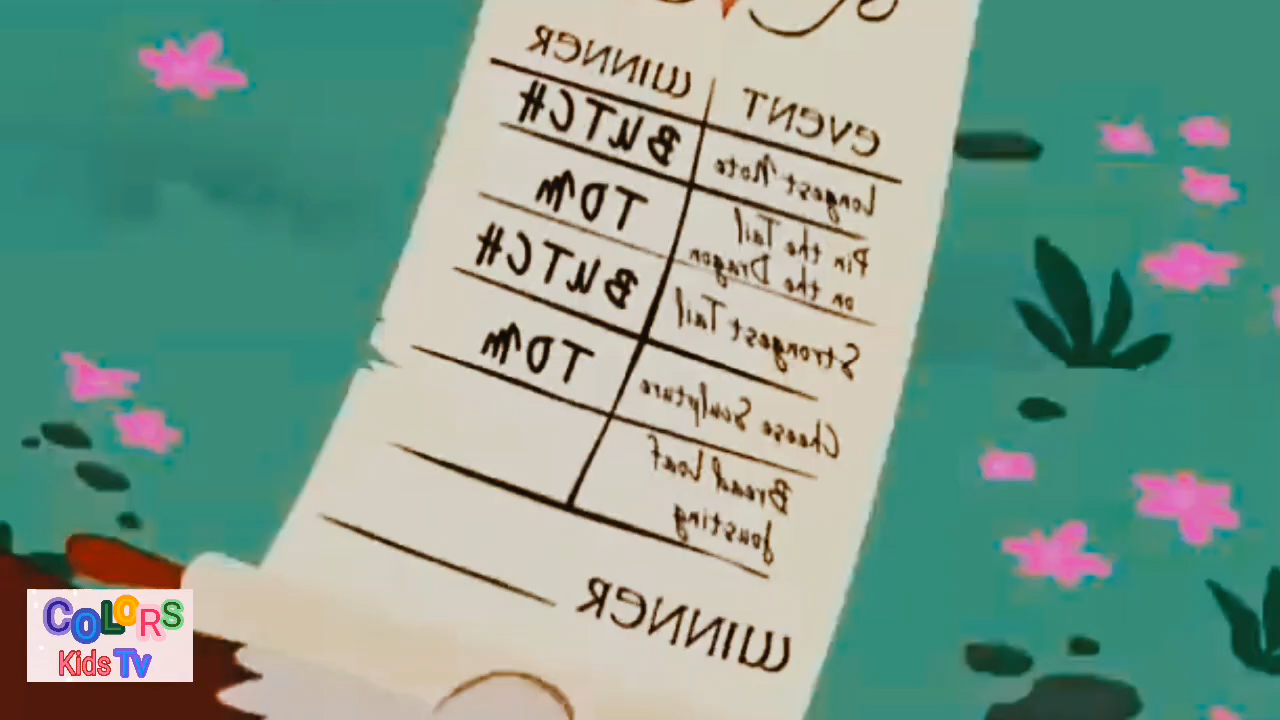 EVENT WINNER
Longest Note BUTCH
Pin the Tail
on the Dragon TOM
Strongest Tail BUTCH
Cheese Sculpture TOM
Bread Loaf
Jousting
WINNER
COLORS
Kids Tv